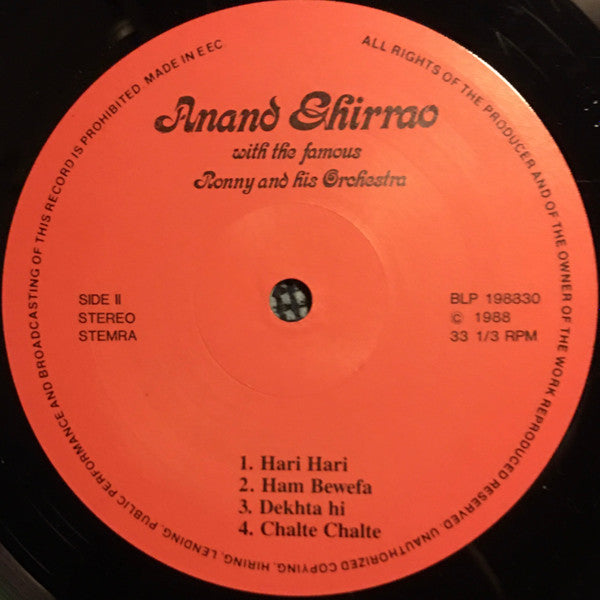 ALL RIGHTS OF THE PRODUCER AND OF THE OWNER OF THE WORK REPRODUCED RESERVED. UNAUTHORIZED COPYING, HIRING, LENDING, PUBLIC PERFORMANCE AND BROADCASTING OF THIS RECORD IS PROHIBITED. MADE IN EEC.
Anand Ghirrao
with the famous
Ronny and his Orchestra
SIDE II
STEREO
STEMRA
BLP 198830
© 1988
33 1/3 RPM
1. Hari Hari
2. Ham Bewefa
3. Dekhta hi
4. Chalte Chalte